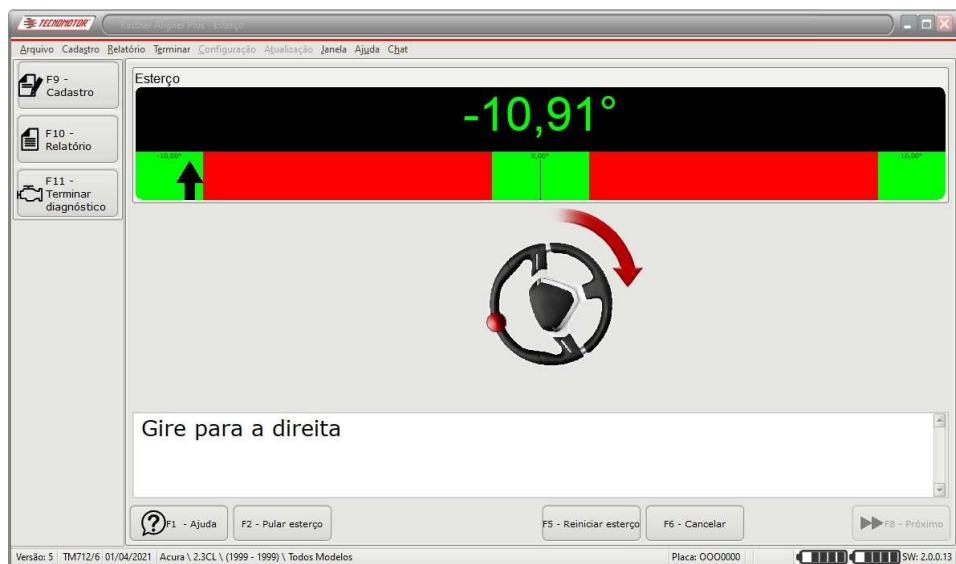 TECNOMOTOR
Rasther Aligner Plus - Esterço
Arquivo Cadastro Relatório Terminar Configuração Atualização Janela Ajuda Chat
F9 -
Cadastro
F10 -
Relatório
F11 -
Terminar
diagnóstico
Esterço
-10,91°
-10,00° 0,00° 10,00°
Gire para a direita
F1 - Ajuda
F2 - Pular esterço
F5 - Reiniciar esterço
F6 - Cancelar
F8 - Próximo
Versão: 5 TM712/6 01/04/2021 Acura \ 2.3CL \ (1999 - 1999) \ Todos Modelos Placa: OOO0000 SW: 2.0.0.13